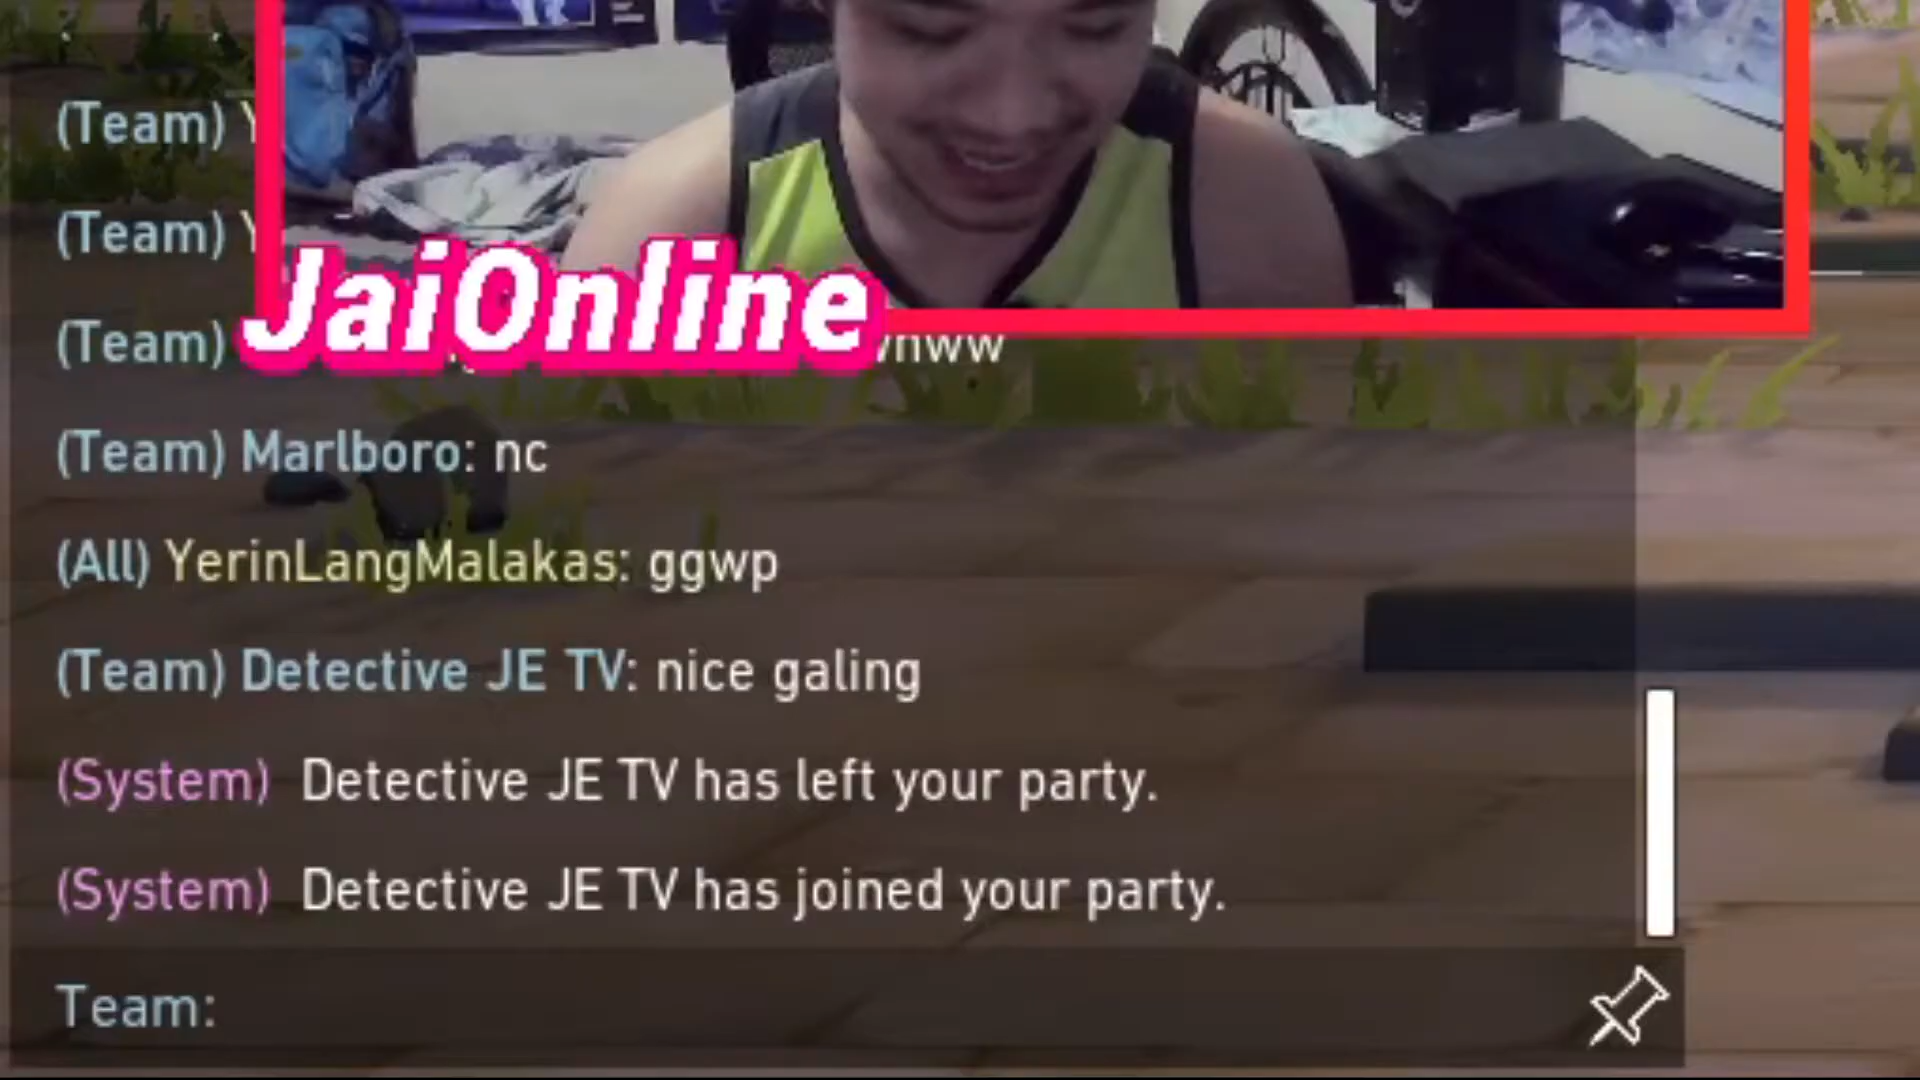 (Team)
(Team)
JaiOnline
(Team)
(Team) Marlboro: nc
(All) YerinLangMalakas: ggwp
(Team) Detective JE TV: nice galing
(System) Detective JE TV has left your party.
(System) Detective JE TV has joined your party.
Team: